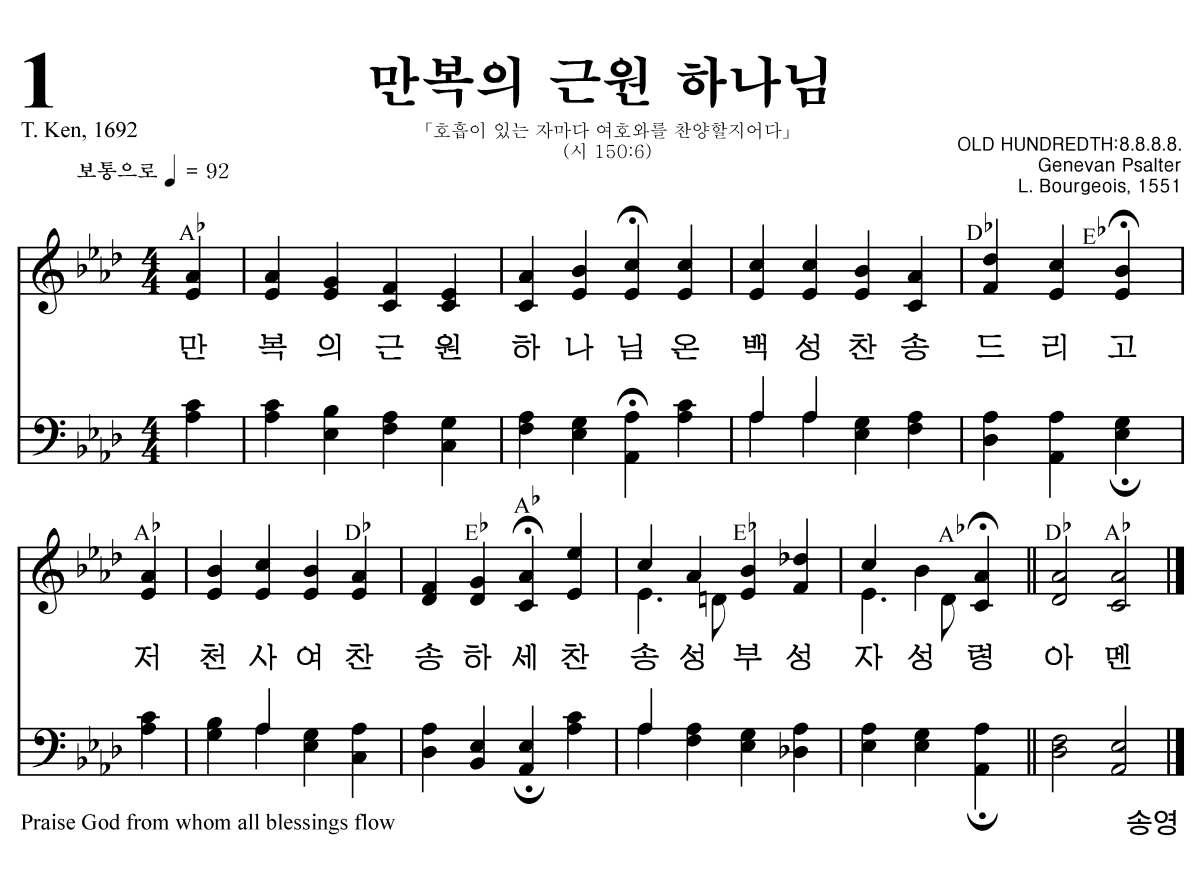 1
만복의 근원 하나님
T. Ken, 1692
「호흡이 있는 자마다 여호와를 찬양할지어다」
(시 150:6)
OLD HUNDREDTH:8.8.8.8.
Genevan Psalter
L. Bourgeois, 1551
보통으로 ♩ = 92
A♭ D♭ E♭
4 4
만 복 의 근 원 하 나 님 온 백 성 찬 송 드 리 고
4 4
A♭ D♭ E♭ A♭ E♭ A♭ D♭ A♭
저 천 사 여 찬 송 하 세 찬 송 성 부 성 자 성 령 아 멘
Praise God from whom all blessings flow
송영